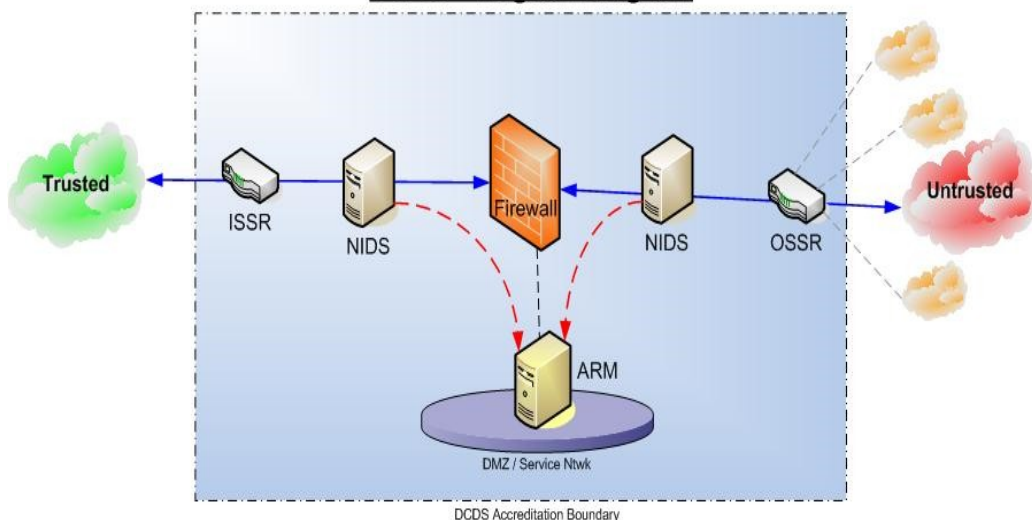 Trusted
ISSR
NIDS
Firewall
NIDS
OSSR
Untrusted
ARM
DMZ / Service Ntwk
DCDS Accreditation Boundary